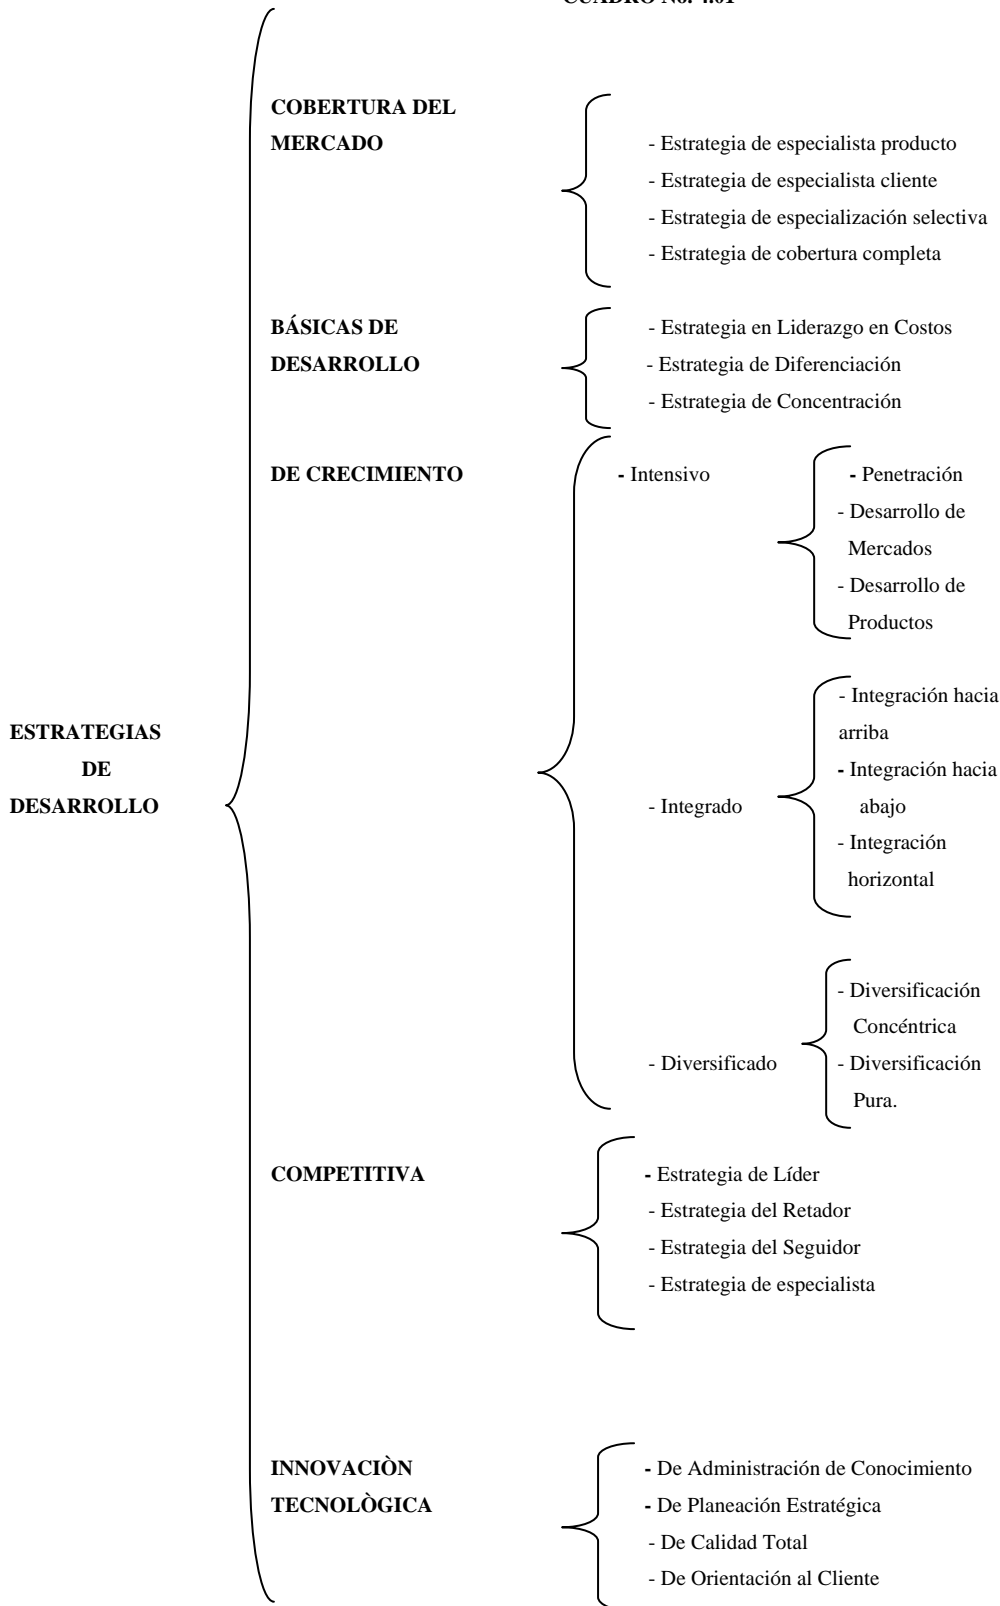 COBERTURA DEL
MERCADO
- Estrategia de especialista producto
- Estrategia de especialista cliente
- Estrategia de especialización selectiva
- Estrategia de cobertura completa
BÁSICAS DE
DESARROLLO
- Estrategia en Liderazgo en Costos
- Estrategia de Diferenciación
- Estrategia de Concentración
DE CRECIMIENTO
- Intensivo
- Penetración
- Desarrollo de
Mercados
- Desarrollo de
Productos
ESTRATEGIAS
DE
DESARROLLO
- Integrado
- Integración hacia
arriba
- Integración hacia
abajo
- Integración
horizontal
- Diversificado
- Diversificación
Concéntrica
- Diversificación
Pura.
COMPETITIVA
- Estrategia de Líder
- Estrategia del Retador
- Estrategia del Seguidor
- Estrategia de especialista
INNOVACIÒN
TECNOLÒGICA
- De Administración de Conocimiento
- De Planeación Estratégica
- De Calidad Total
- De Orientación al Cliente